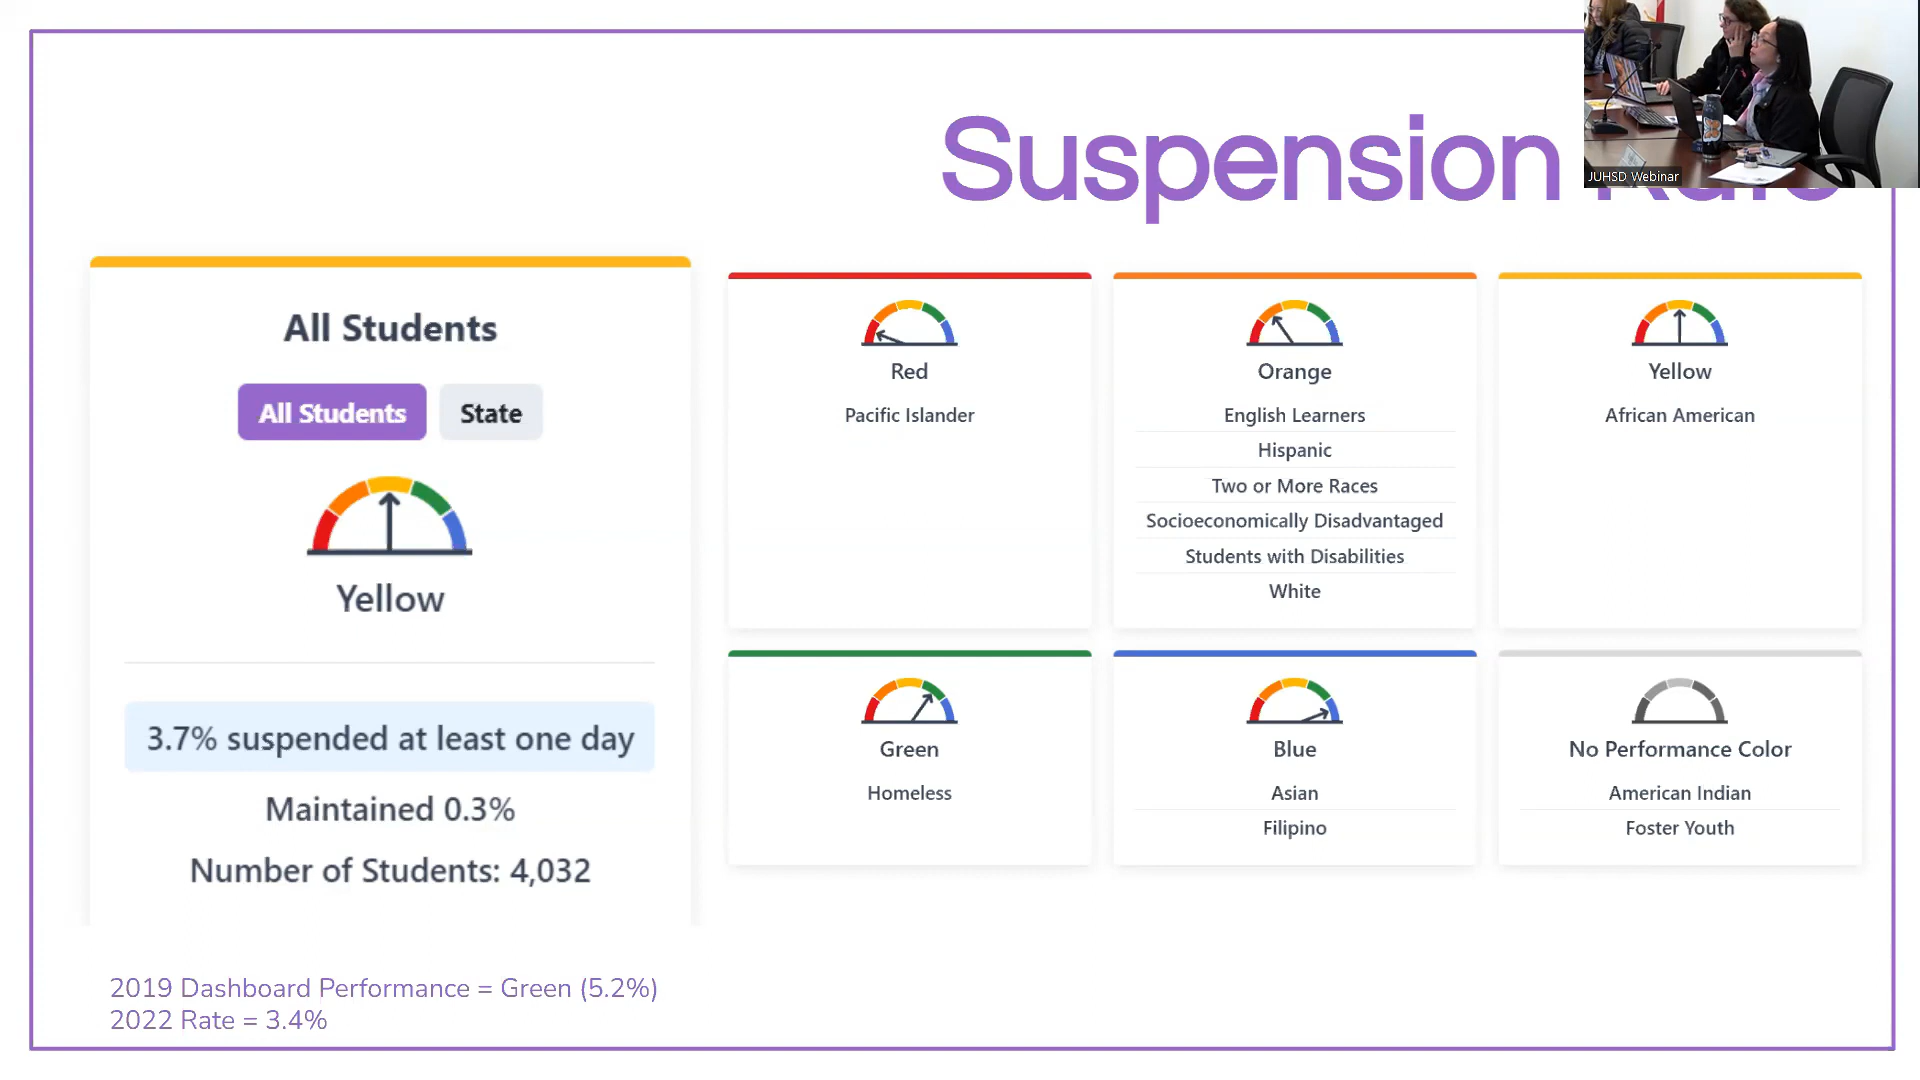 Suspension
JUHSD Webinar
All Students
All Students
State
Yellow
3.7% suspended at least one day
Maintained 0.3%
Number of Students: 4,032
Red
Pacific Islander
Orange
English Learners
Hispanic
Two or More Races
Socioeconomically Disadvantaged
Students with Disabilities
White
Yellow
African American
Green
Homeless
Blue
Asian
Filipino
No Performance Color
American Indian
Foster Youth
2019 Dashboard Performance = Green (5.2%)
2022 Rate = 3.4%